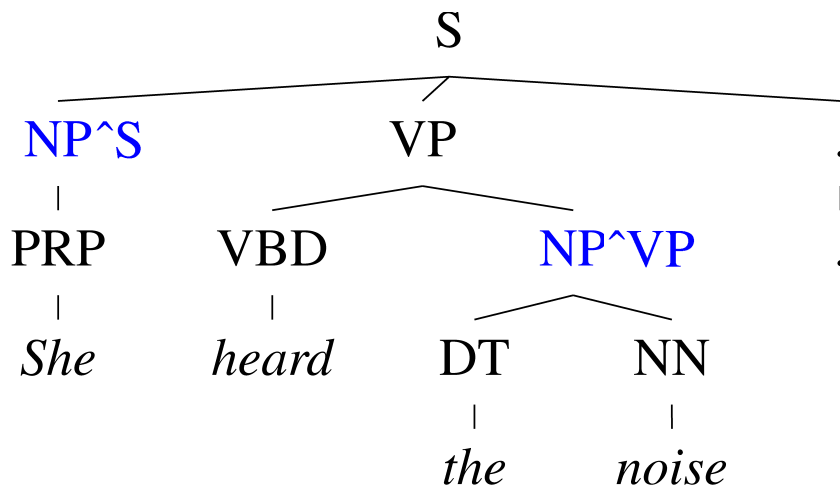 S
NP^S VP .
PRP VBD NP^VP .
She heard DT NN
the noise